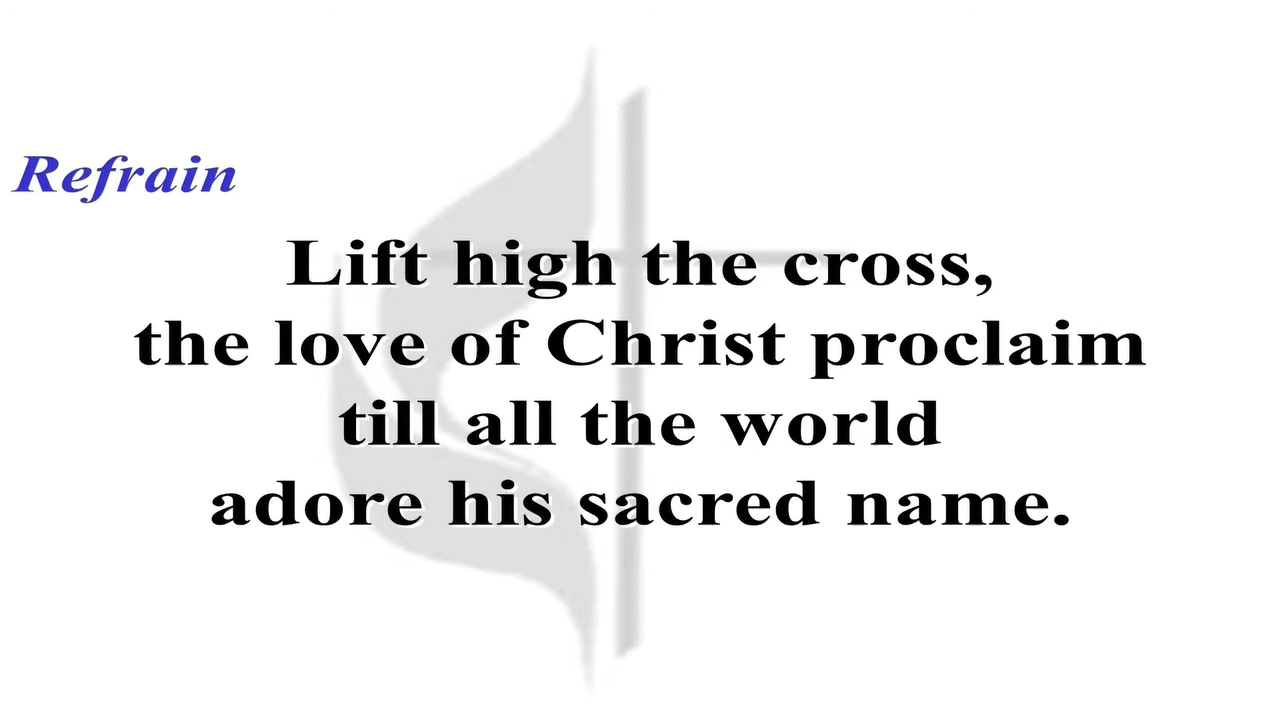 Refrain
Lift high the cross,
the love of Christ proclaim
till all the world
adore his sacred name.